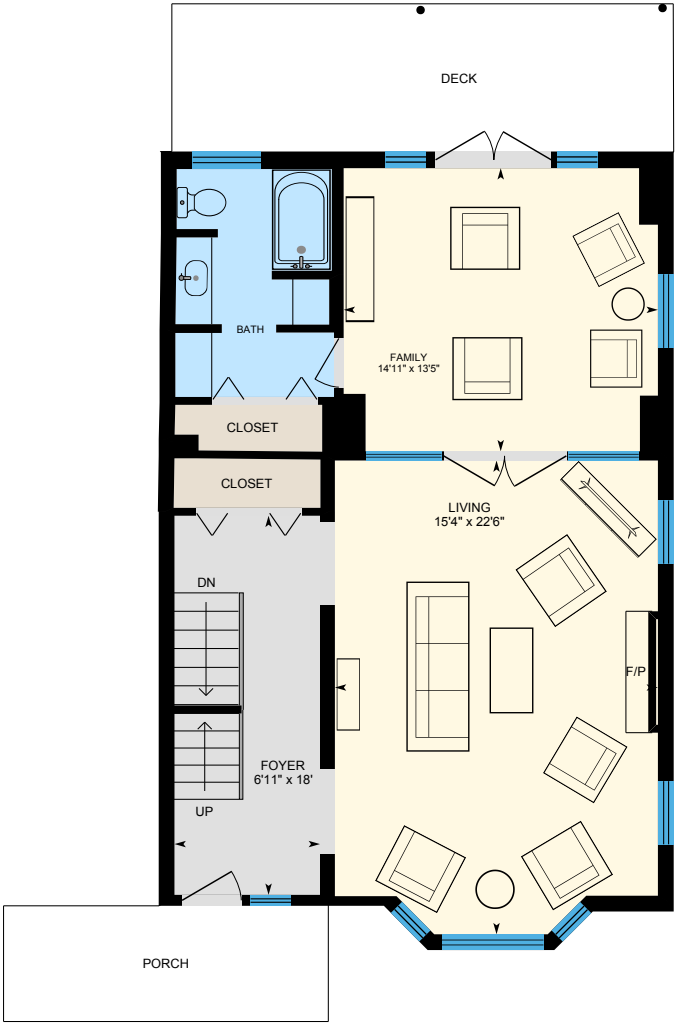 DECK
BATH
FAMILY
14'11" x 13'5"
CLOSET
CLOSET
LIVING
15'4" x 22'6"
DN
F/P
FOYER
6'11" x 18'
UP
PORCH